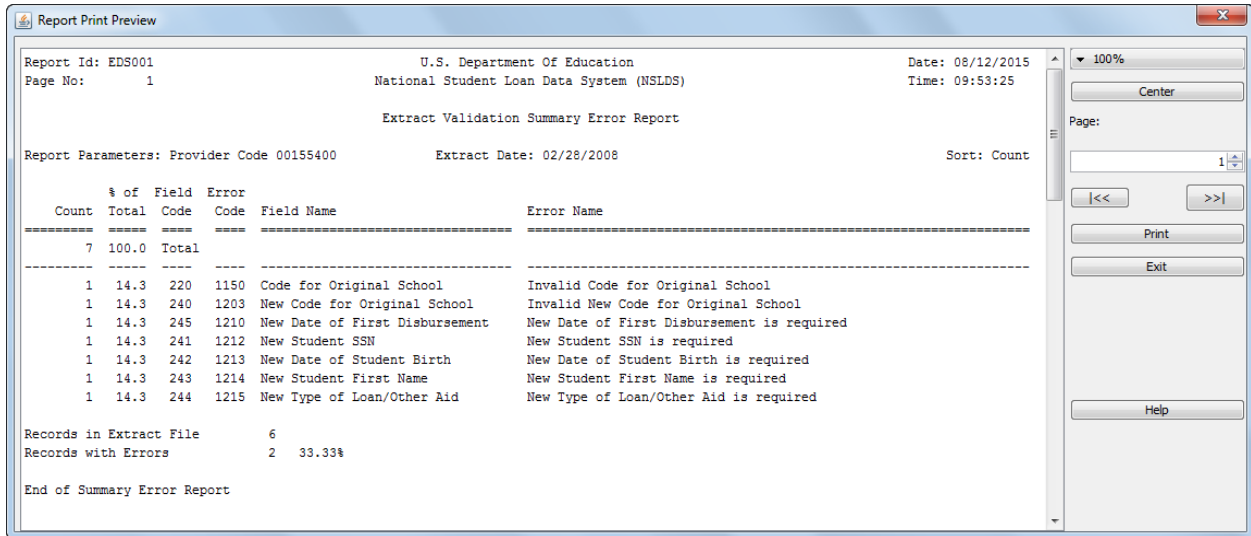 Report Print Preview
Report Id: EDS001 U.S. Department Of Education Date: 08/12/2015
Page No: 1 National Student Loan Data System (NSLDS) Time: 09:53:25
Extract Validation Summary Error Report
Report Parameters: Provider Code 00155400 Extract Date: 02/28/2008 Sort: Count
% of Field Error
Count Total Code Code Field Name Error Name
7 100.0 Total
1 14.3 220 1150 Code for Original School Invalid Code for Original School
1 14.3 240 1203 New Code for Original School Invalid New Code for Original School
1 14.3 245 1210 New Date of First Disbursement New Date of First Disbursement is required
1 14.3 241 1212 New Student SSN New Student SSN is required
1 14.3 242 1213 New Date of Student Birth New Date of Student Birth is required
1 14.3 243 1214 New Student First Name New Student First Name is required
1 14.3 244 1215 New Type of Loan/Other Aid New Type of Loan/Other Aid is required
Records in Extract File 6
Records with Errors 2 33.33%
End of Summary Error Report
100%
Center
Page:
1
|<< >>|
Print
Exit
Help